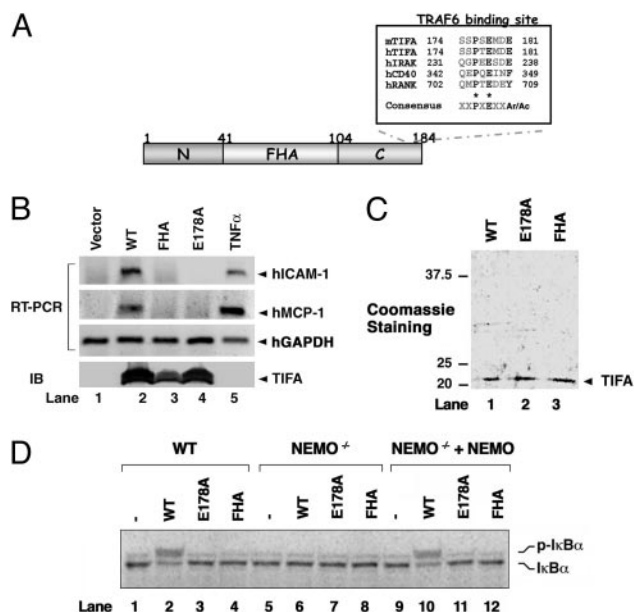 A
TRAF6 binding site
mTIFA 174 SSPSEMDE 181
hTIFA 174 SSPTEMDE 181
hIRAK 231 QGPEESDE 238
hCD40 342 QEPQEINF 349
hRANK 702 QMPTEDEY 709
* *
Consensus XXPXEXXAr/Ac
1 41 104 184
N FHA C
B
Vector WT FHA E178A TNFα
RT-PCR
hICAM-1
hMCP-1
hGAPDH
IB TIFA
Lane 1 2 3 4 5
C
WT E178A FHA
37.5
Coomassie
Staining
25
20 TIFA
Lane 1 2 3
D
WT NEMO -/- NEMO -/- + NEMO
- WT E178A FHA - WT E178A FHA - WT E178A FHA
p-IκBα
IκBα
Lane 1 2 3 4 5 6 7 8 9 10 11 12